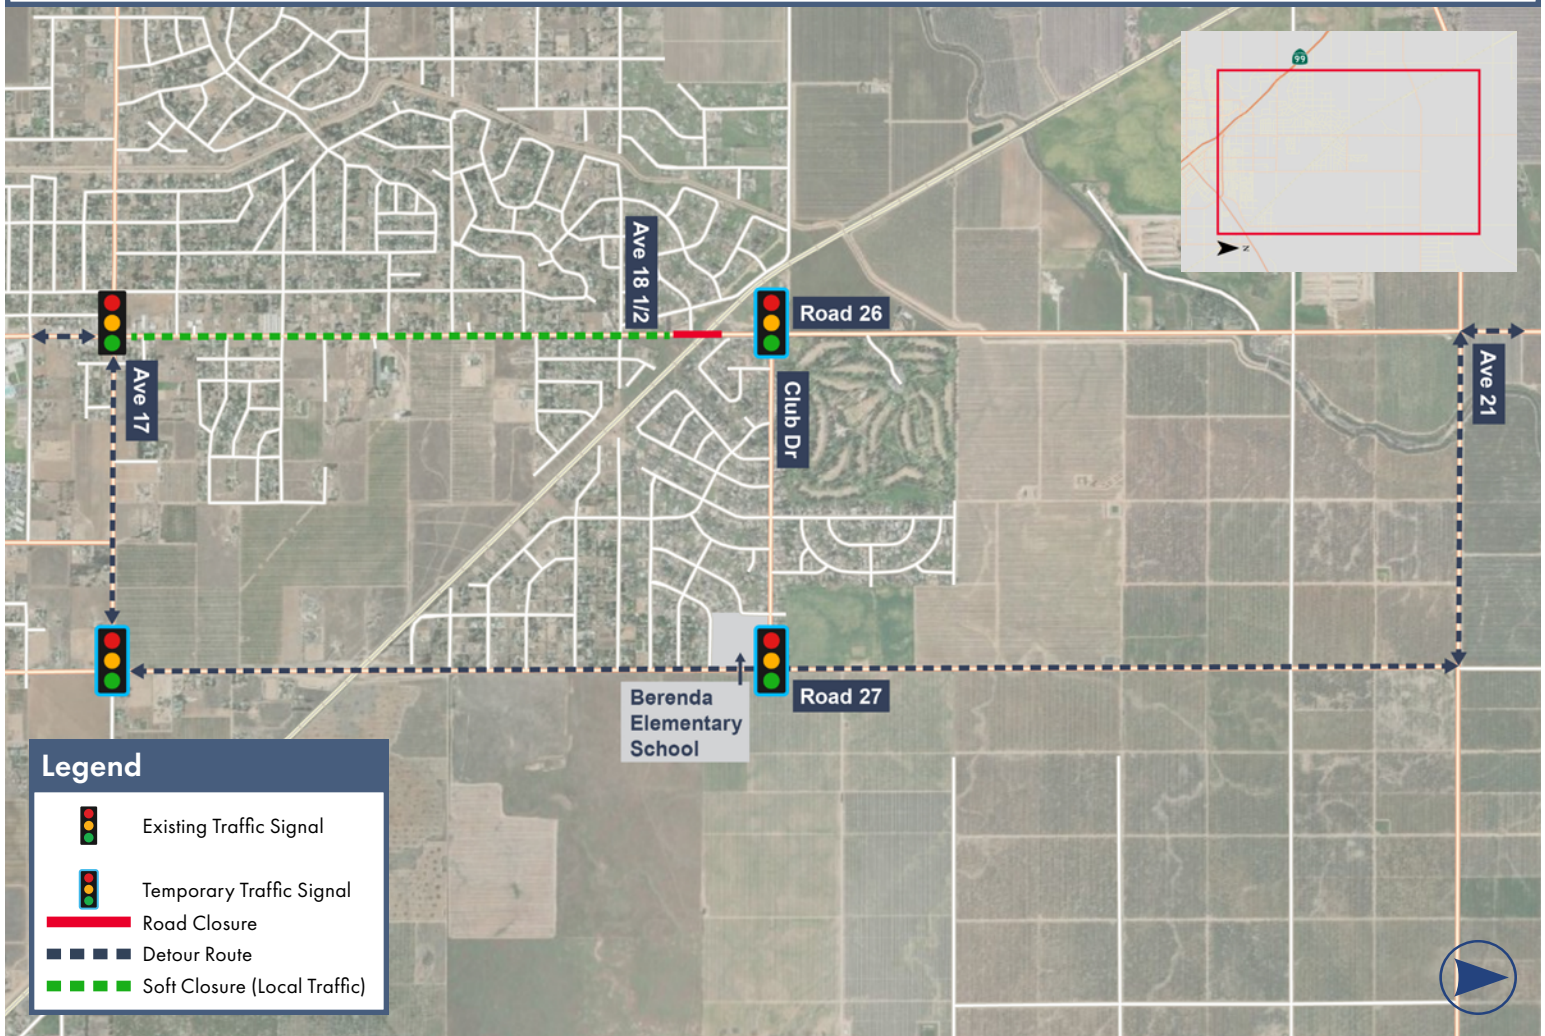 99
N
Ave 18 1/2
Road 26
Ave 17
Club Dr
Ave 21
Berenda
Elementary
School
Road 27
Legend
Existing Traffic Signal
Temporary Traffic Signal
Road Closure
Detour Route
Soft Closure (Local Traffic)